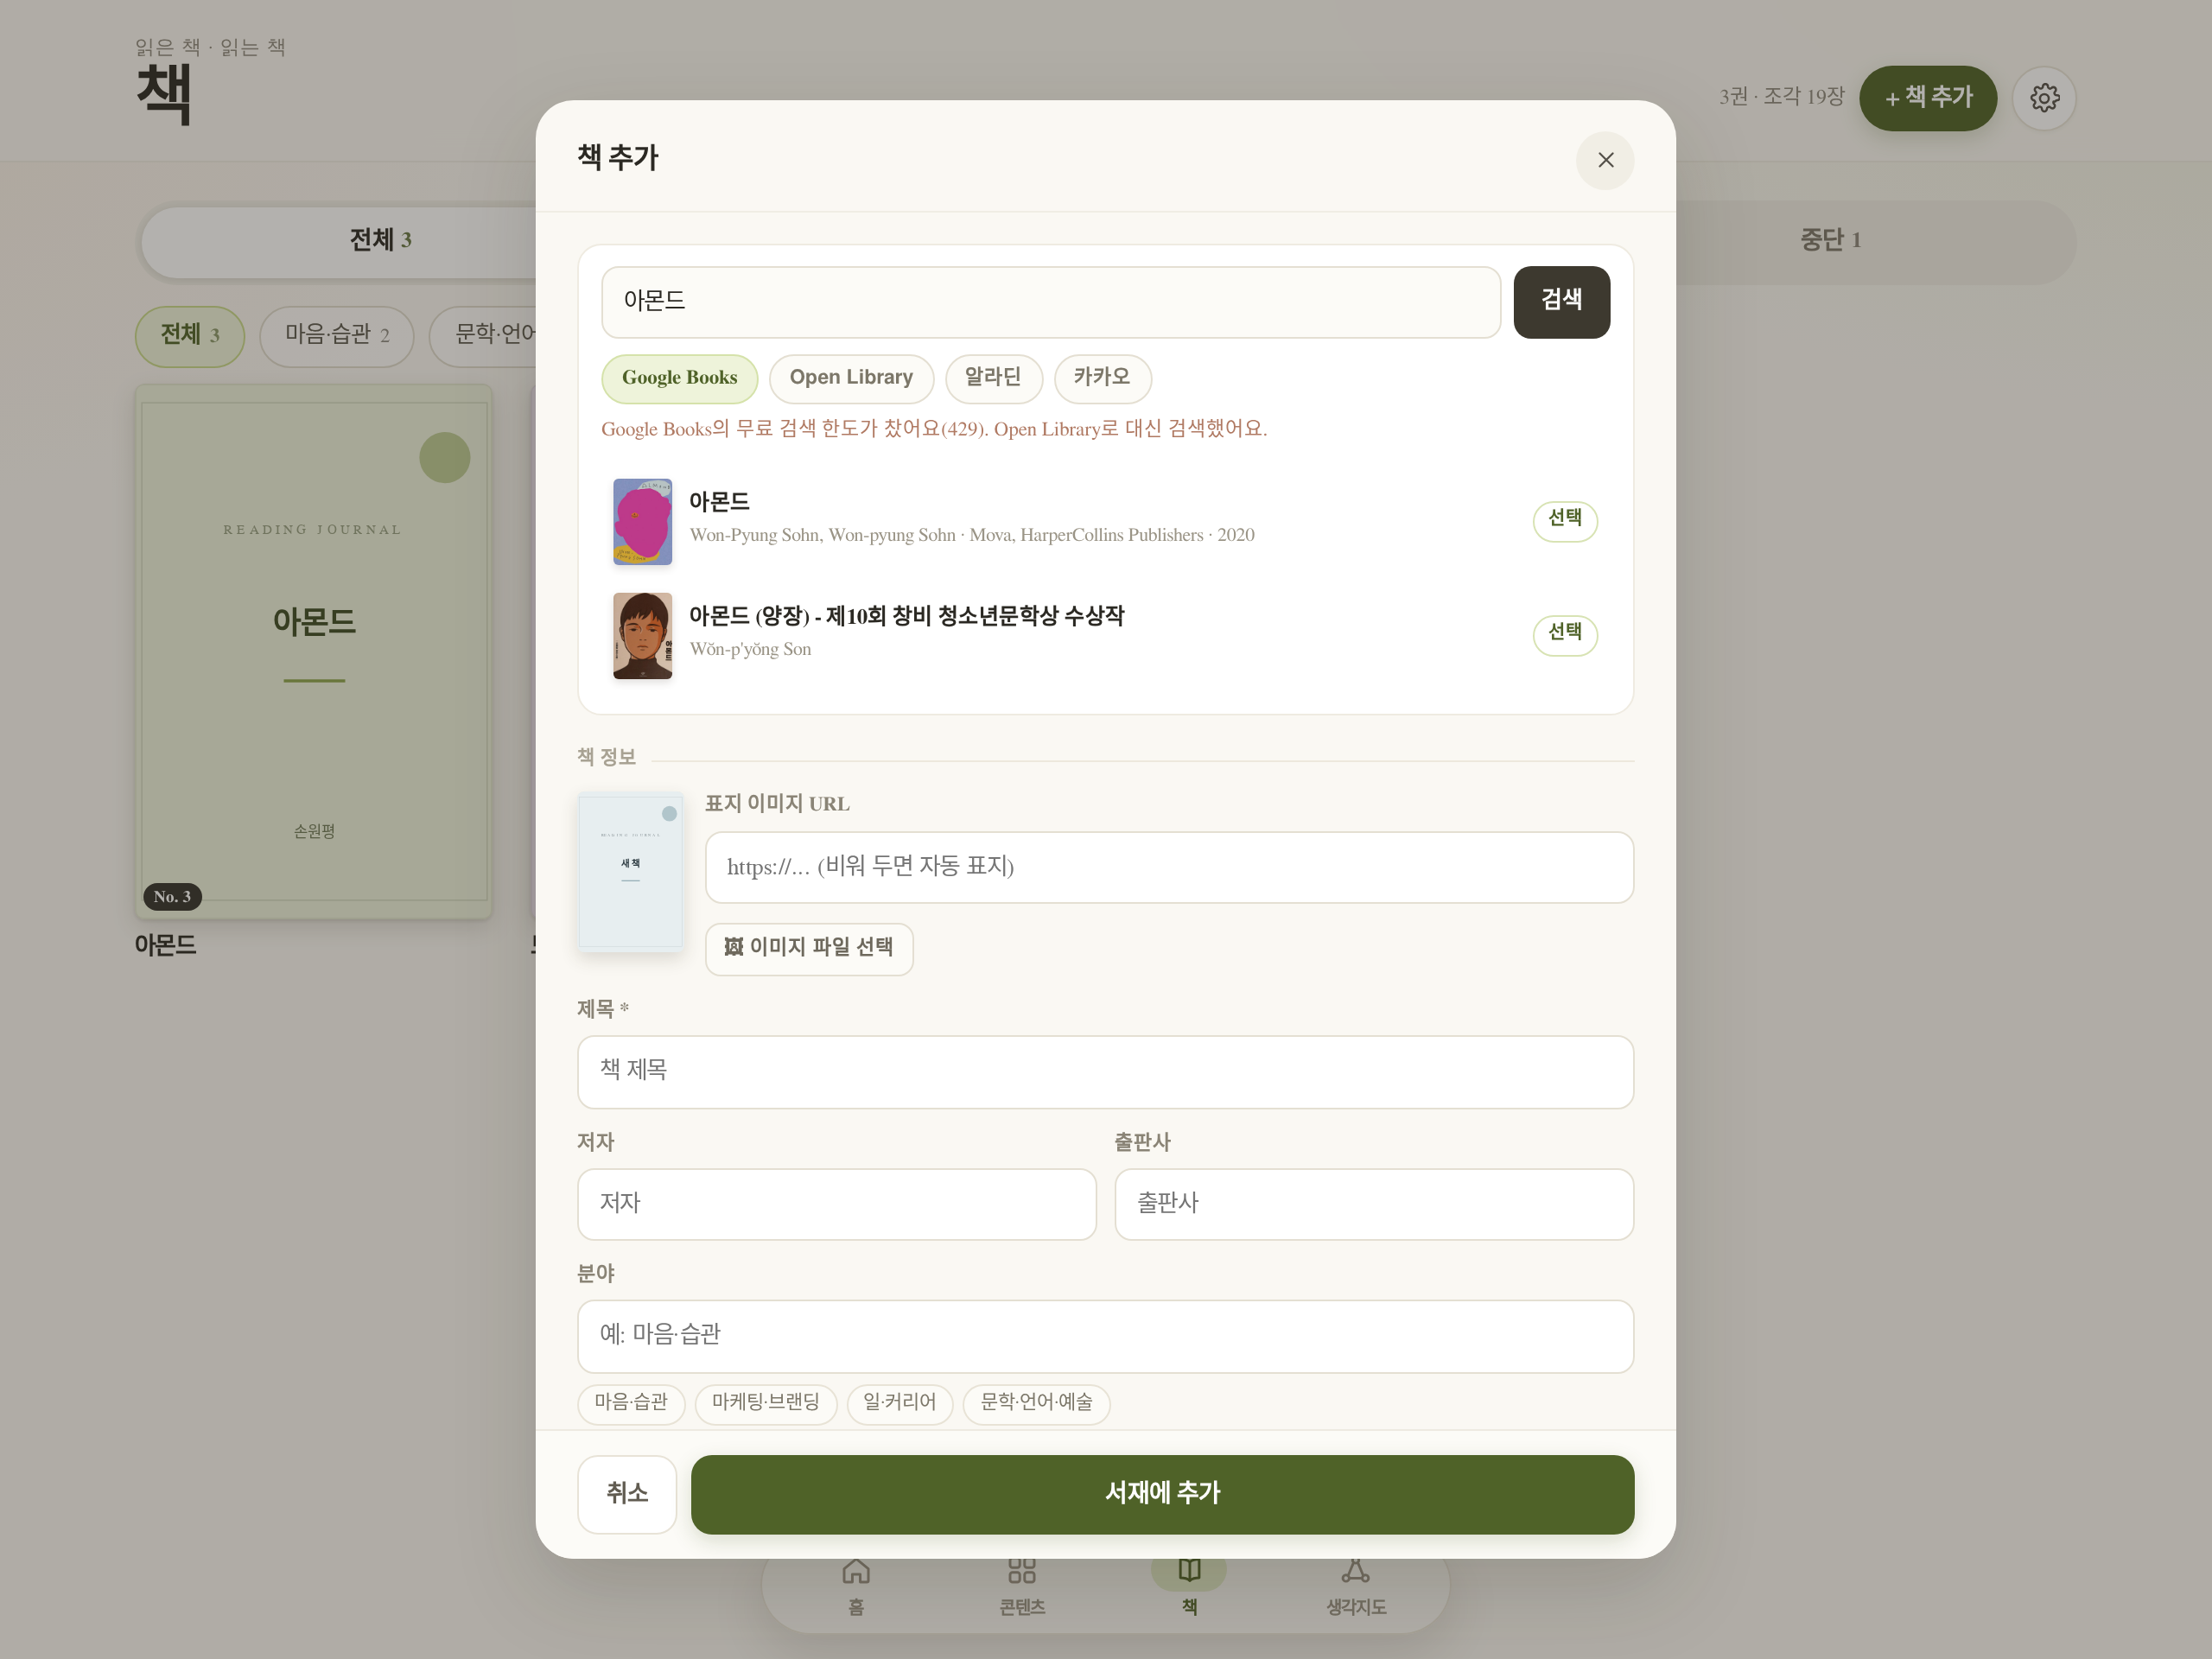 읽은 책 · 읽는 책
책
3권 · 조각 19장
+ 책 추가
전체 3
중단 1
전체 3
마음·습관 2
문학·언어
READING JOURNAL
아몬드
손원평
No. 3
아몬드
책 추가
아몬드
검색
Google Books
Open Library
알라딘
카카오
Google Books의 무료 검색 한도가 찼어요(429). Open Library로 대신 검색했어요.
아몬드
Won-Pyung Sohn, Won-pyung Sohn · Mova, HarperCollins Publishers · 2020
선택
아몬드 (양장) - 제10회 창비 청소년문학상 수상작
Wŏn-p'yŏng Son
선택
책 정보
READING JOURNAL
새 책
표지 이미지 URL
https://... (비워 두면 자동 표지)
이미지 파일 선택
제목 *
책 제목
저자
출판사
저자
출판사
분야
예: 마음·습관
마음·습관
마케팅·브랜딩
일·커리어
문학·언어·예술
취소
서재에 추가
홈
콘텐츠
책
생각지도